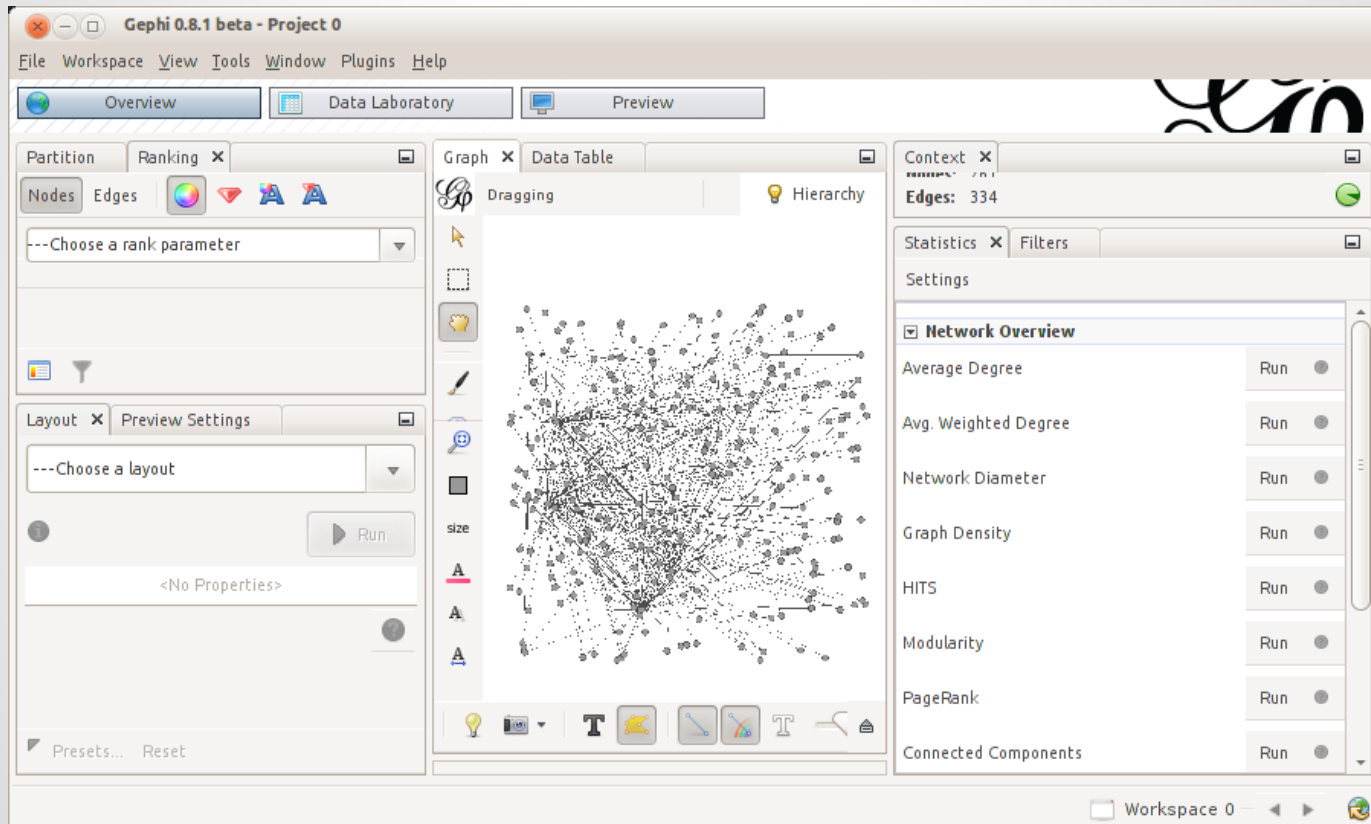 Gephi 0.8.1 beta - Project 0
File Workspace View Tools Window Plugins Help
Overview Data Laboratory Preview
Partition Ranking
Nodes Edges
---Choose a rank parameter
Layout Preview Settings
---Choose a layout
Run
<No Properties>
Presets... Reset
Graph Data Table
Dragging Hierarchy
size
Context
Nodes:
Edges: 334
Statistics Filters
Settings
Network Overview
Average Degree Run
Avg. Weighted Degree Run
Network Diameter Run
Graph Density Run
HITS Run
Modularity Run
PageRank Run
Connected Components Run
Workspace 0